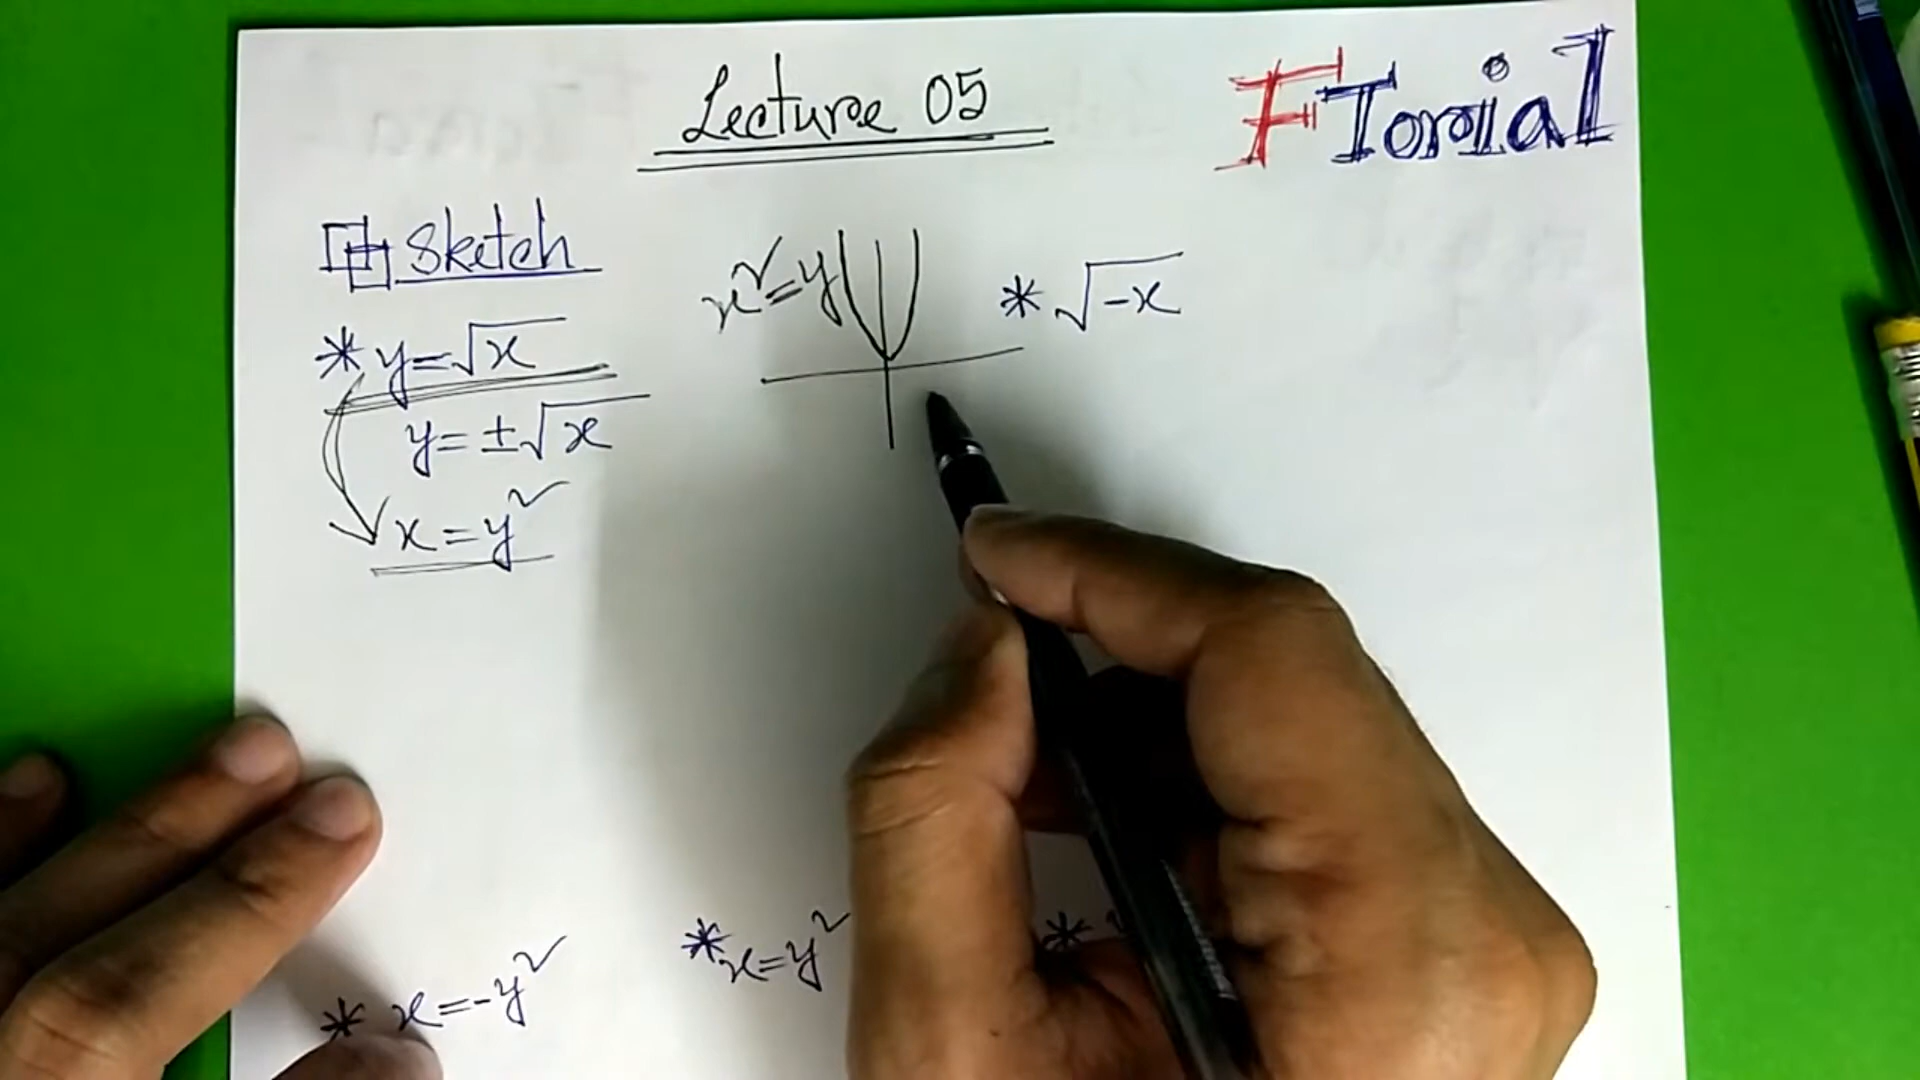 Lecture 05
FTorial
Sketch
* y=√x
y=±√x
x=y²
x²=y
* √-x
* x=-y²
* x=y²
*